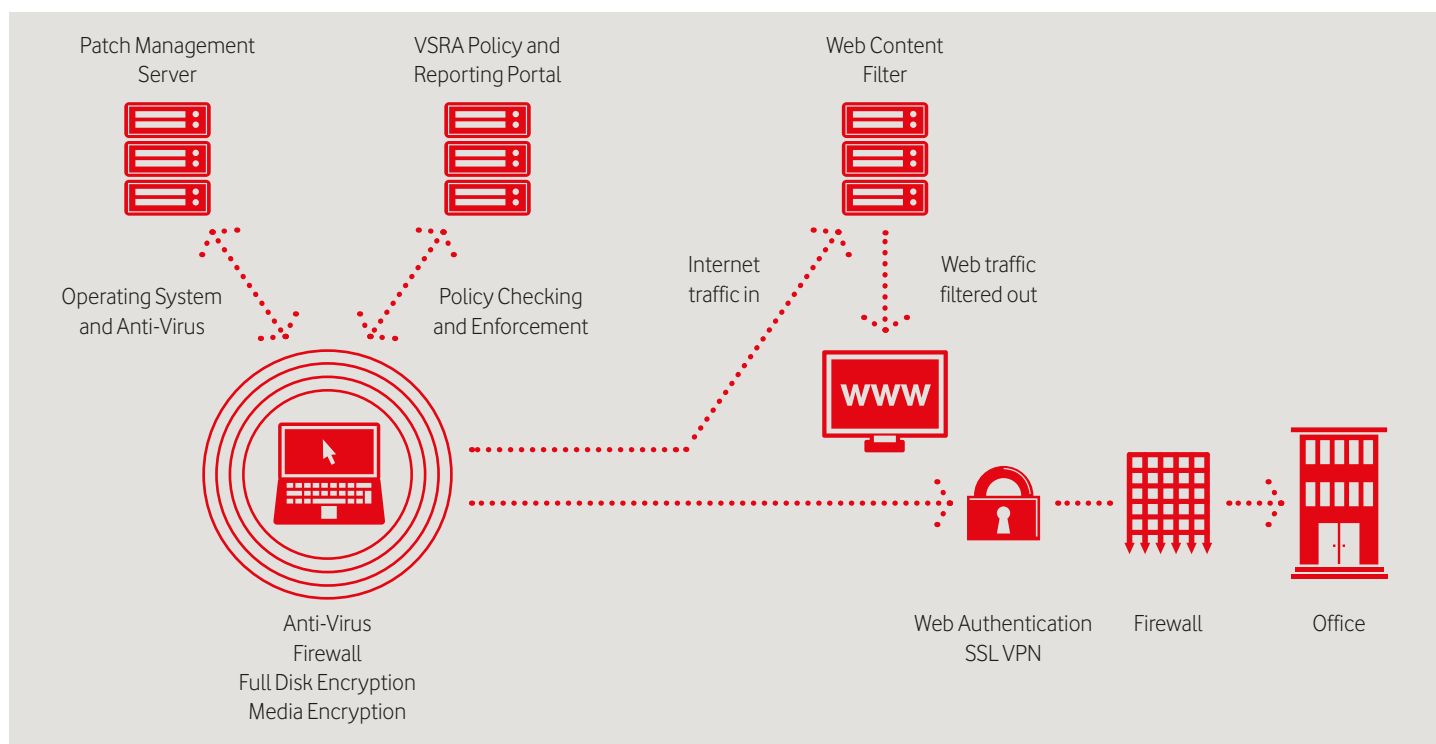 Patch Management
Server
VSRA Policy and
Reporting Portal
Web Content
Filter
Operating System
and Anti-Virus
Policy Checking
and Enforcement
Internet
traffic in
Web traffic
filtered out
www
Anti-Virus
Firewall
Full Disk Encryption
Media Encryption
Web Authentication
SSL VPN
Firewall
Office